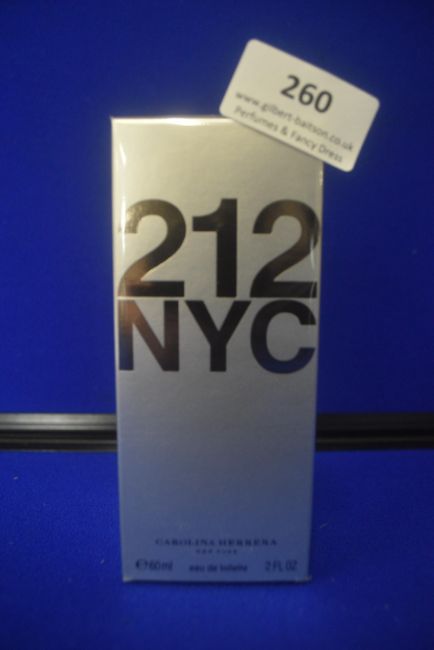 260
www.gilbert-baitson.co.uk
Perfumes & Fancy Dress
212
NYC
CAROLINA HERRERA
NEW YORK
℮60ml eau de toilette 2 FL OZ